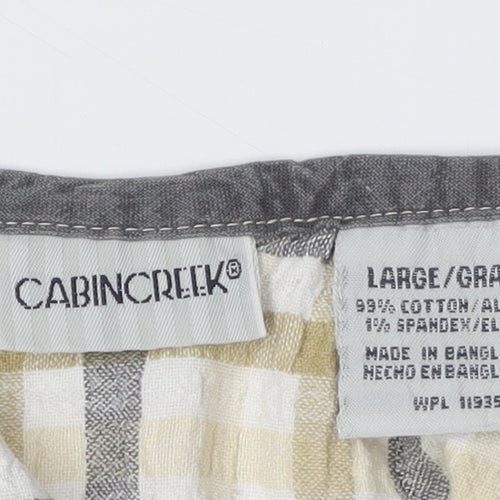 CABINCREEK®
LARGE/GRA
99% COTTON/AL
1% SPANDEX/EL
MADE IN BANGL
HECHO EN BANGL
WPL 11935